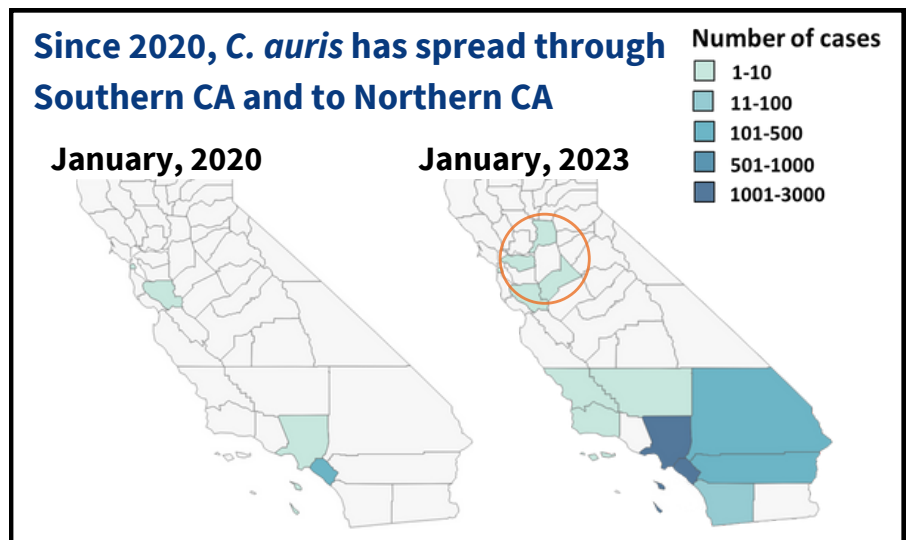 Since 2020, C. auris has spread through
Southern CA and to Northern CA
Number of cases
1-10
11-100
101-500
501-1000
1001-3000
January, 2020
January, 2023